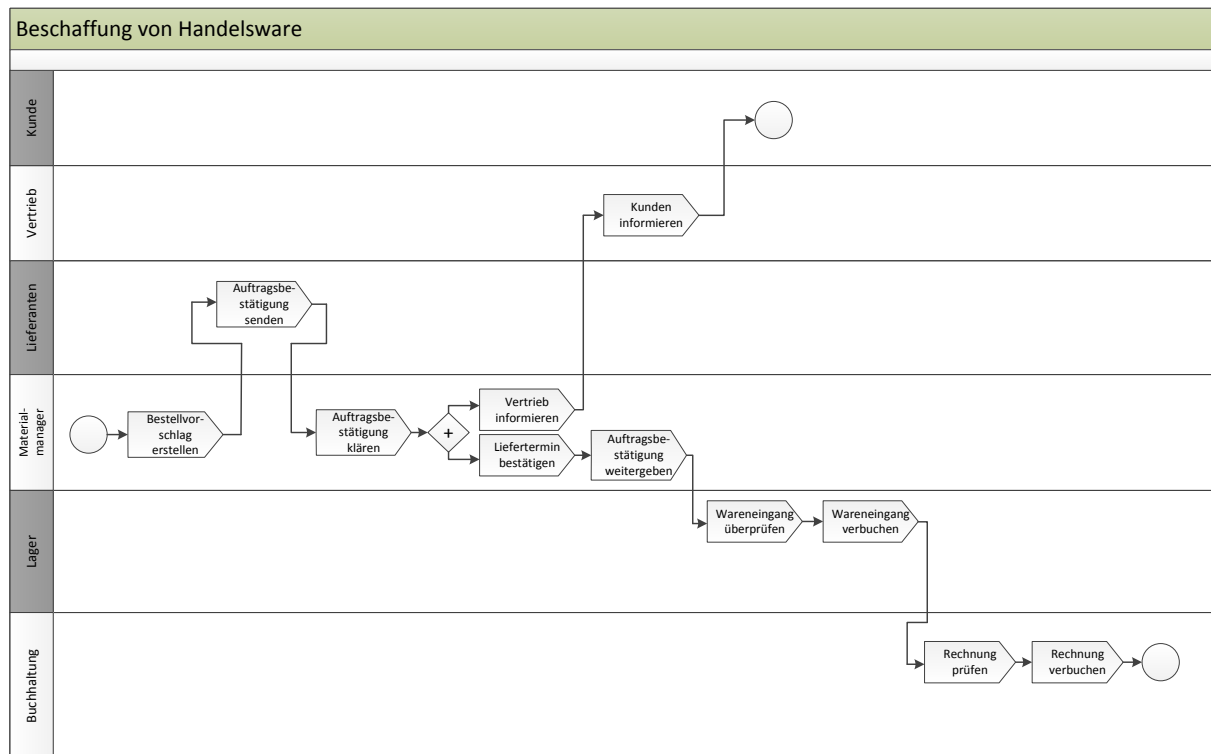 Beschaffung von Handelsware
Kunde
Vertrieb
Kunden
informieren
Lieferanten
Auftragsbe-
stätigung
senden
Material-
manager
Bestellvor-
schlag
erstellen
Auftragsbe-
stätigung
klären
+
Vertrieb
informieren
Liefertermin
bestätigen
Auftragsbe-
stätigung
weitergeben
Lager
Wareneingang
überprüfen
Wareneingang
verbuchen
Buchhaltung
Rechnung
prüfen
Rechnung
verbuchen